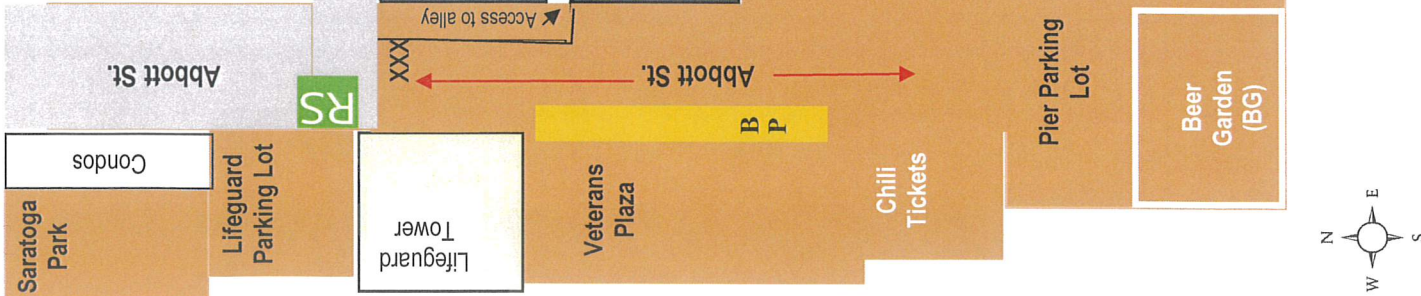 Saratoga
Park
Condos
Abbott St.
Lifeguard
Parking Lot
RS
Lifeguard
Tower
XXX
Access to alley
Veterans
Plaza
B
P
Abbott St.
Chili
Tickets
Pier Parking
Lot
Beer
Garden
(BG)
N
W
E
S